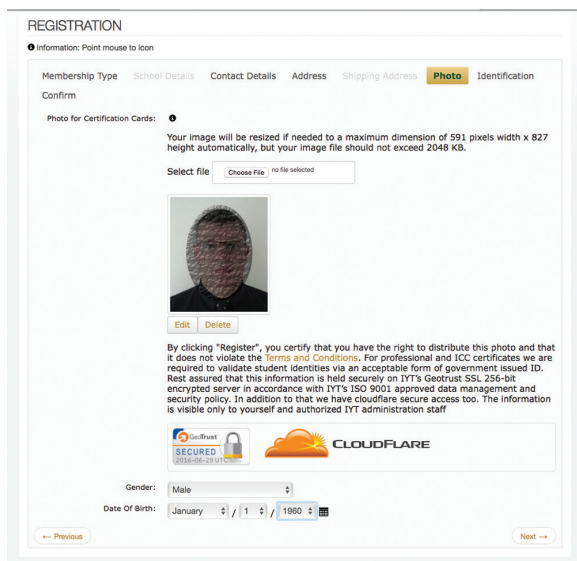 REGISTRATION
Information: Point mouse to icon
Membership Type School Details Contact Details Address Shipping Address Photo Identification
Confirm
Photo for Certification Cards:
Your image will be resized if needed to a maximum dimension of 591 pixels width x 827
height automatically, but your image file should not exceed 2048 KB.
Select file Choose File no file selected
Edit Delete
By clicking "Register", you certify that you have the right to distribute this photo and that
it does not violate the Terms and Conditions. For professional and ICC certificates we are
required to validate student identities via an acceptable form of government issued ID.
Rest assured that this information is held securely on IYT's Geotrust SSL 256-bit
encrypted server in accordance with IYT's ISO 9001 approved data management and
security policy. In addition to that we have cloudflare secure access too. The information
is visible only to yourself and authorized IYT administration staff
GeoTrust
SECURED
2016-06-29 UTC
CLOUDFLARE
Gender: Male
Date Of Birth: January / 1 / 1960
← Previous Next →